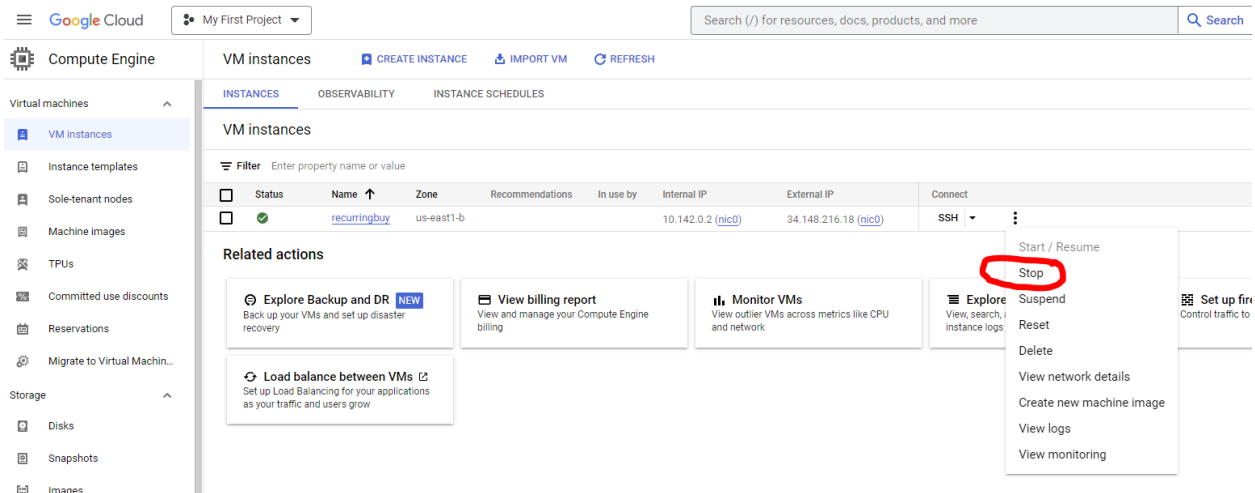 Google Cloud
My First Project
Search (/) for resources, docs, products, and more
Search
Compute Engine
VM instances
CREATE INSTANCE
IMPORT VM
REFRESH
Virtual machines
VM instances
Instance templates
Sole-tenant nodes
Machine images
TPUs
Committed use discounts
Reservations
Migrate to Virtual Machin...
Storage
Disks
Snapshots
Images
INSTANCES
OBSERVABILITY
INSTANCE SCHEDULES
VM instances
Filter Enter property name or value
Status Name Zone Recommendations In use by Internal IP External IP Connect
recurringbuy us-east1-b 10.142.0.2 (nic0) 34.148.216.18 (nic0) SSH
Related actions
Explore Backup and DR NEW
Back up your VMs and set up disaster
recovery
View billing report
View and manage your Compute Engine
billing
Monitor VMs
View outlier VMs across metrics like CPU
and network
Explore
View, search,
instance logs
Set up fire
Control traffic to
Load balance between VMs
Set up Load Balancing for your applications
as your traffic and users grow
Start / Resume
Stop
Suspend
Reset
Delete
View network details
Create new machine image
View logs
View monitoring